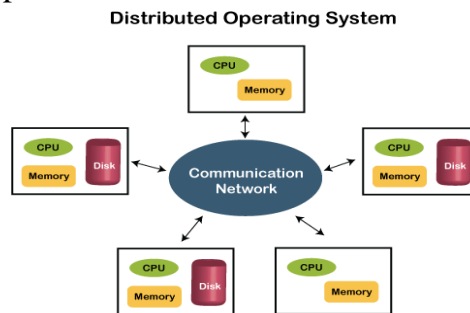 Distributed Operating System
CPU
Memory
CPU
Memory
Disk
Communication
Network
CPU
Memory
Disk
CPU
Memory
Disk
CPU
Memory